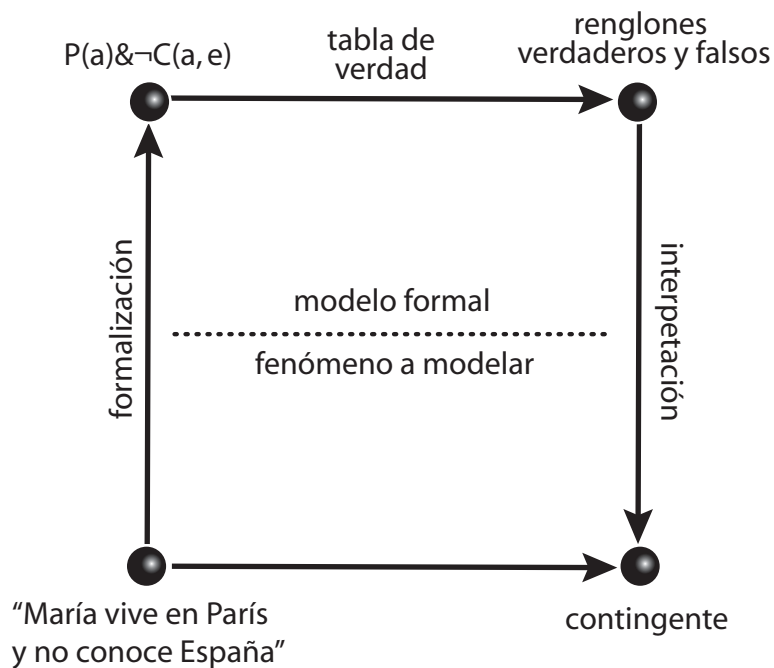 P(a)&¬C(a, e)
tabla de
verdad
renglones
verdaderos y falsos
formalización
modelo formal
fenómeno a modelar
interpetación
"María vive en París
y no conoce España"
contingente